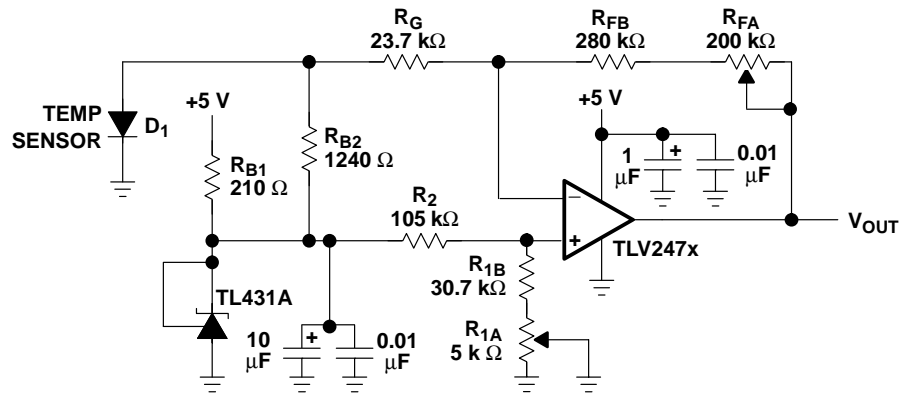 RG
23.7 kΩ
RFB
280 kΩ
RFA
200 kΩ
TEMP
SENSOR
D1
+5 V
RB1
210 Ω
RB2
1240 Ω
+5 V
1
μF
+
0.01
μF
R2
105 kΩ
−
+
TLV247x
VOUT
R1B
30.7 kΩ
R1A
5 k Ω
TL431A
10
μF
+
0.01
μF